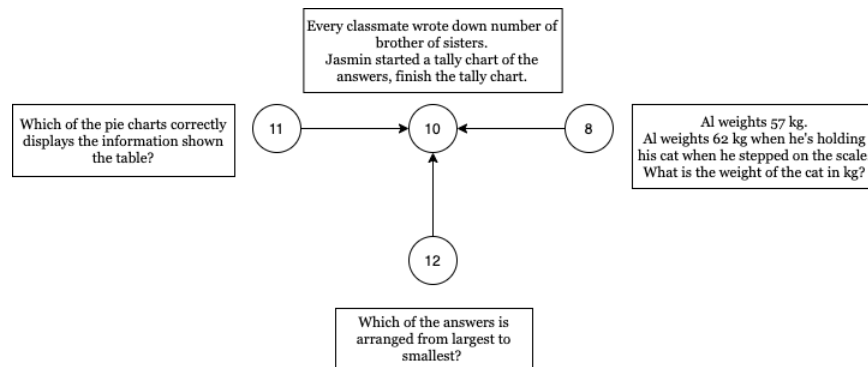 Every classmate wrote down number of
brother of sisters.
Jasmin started a tally chart of the
answers, finish the tally chart.
Which of the pie charts correctly
displays the information shown
the table?
11
10
8
Al weights 57 kg.
Al weights 62 kg when he's holding
his cat when he stepped on the scale
What is the weight of the cat in kg?
12
Which of the answers is
arranged from largest to
smallest?